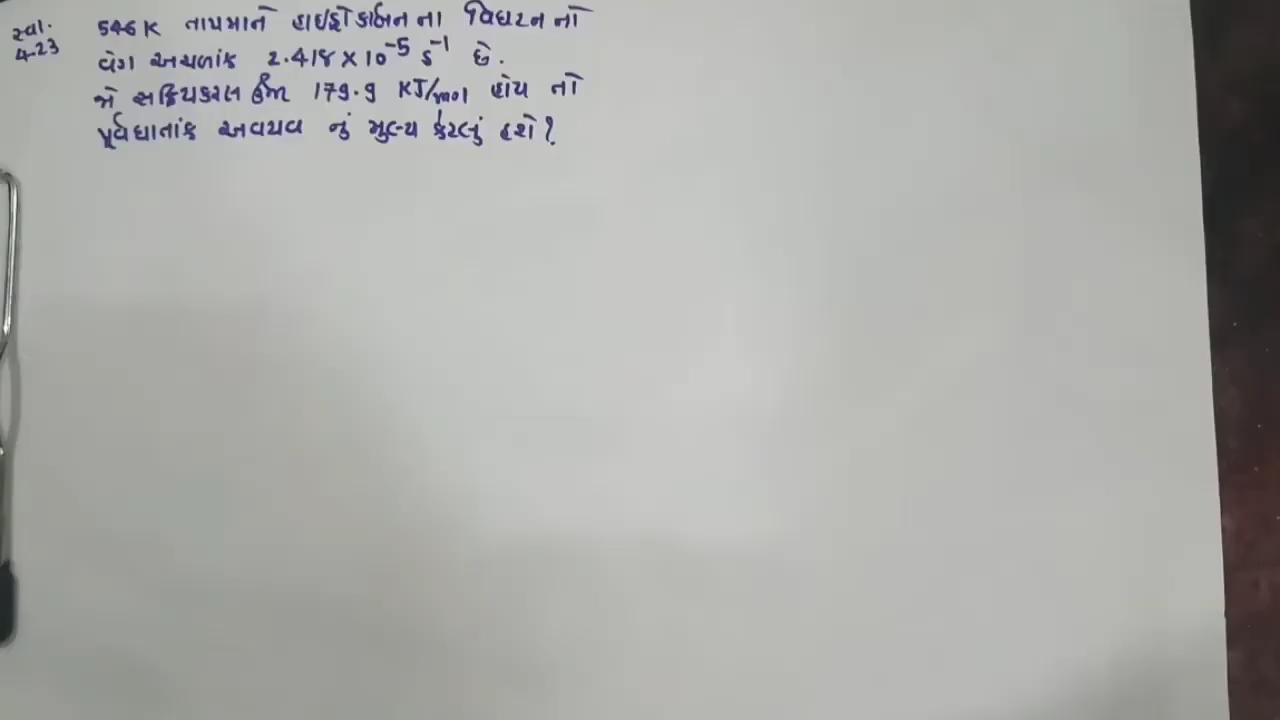 સ્વા.
4.23
546K તાપમાને હાઇડ્રોકાર્બન ના વિઘટન નો
વેગ અચળાંક 2.418 × 10⁻⁵ s⁻¹ છે.
જો સક્રિયકરણ ઊર્જા 179.9 KJ/mol હોય તો
પૂર્વઘાતાંક અવયવ નું મુલ્ય કેટલું હશે?